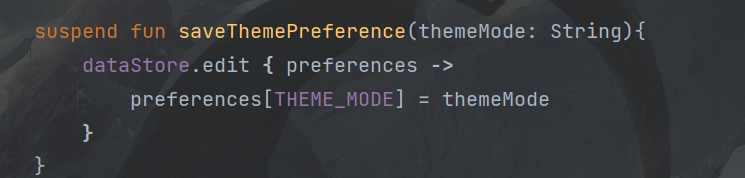 suspend fun saveThemePreference(themeMode: String){
    dataStore.edit { preferences ->
        preferences[THEME_MODE] = themeMode
    }
}